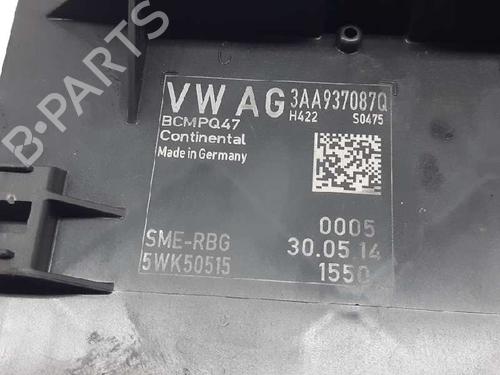 VW AG 3AA937087Q
BCMPQ47 H422 S0475
Continental
Made in Germany
0005
SME-RBG 30.05.14
5WK50515 1550
B-PARTS